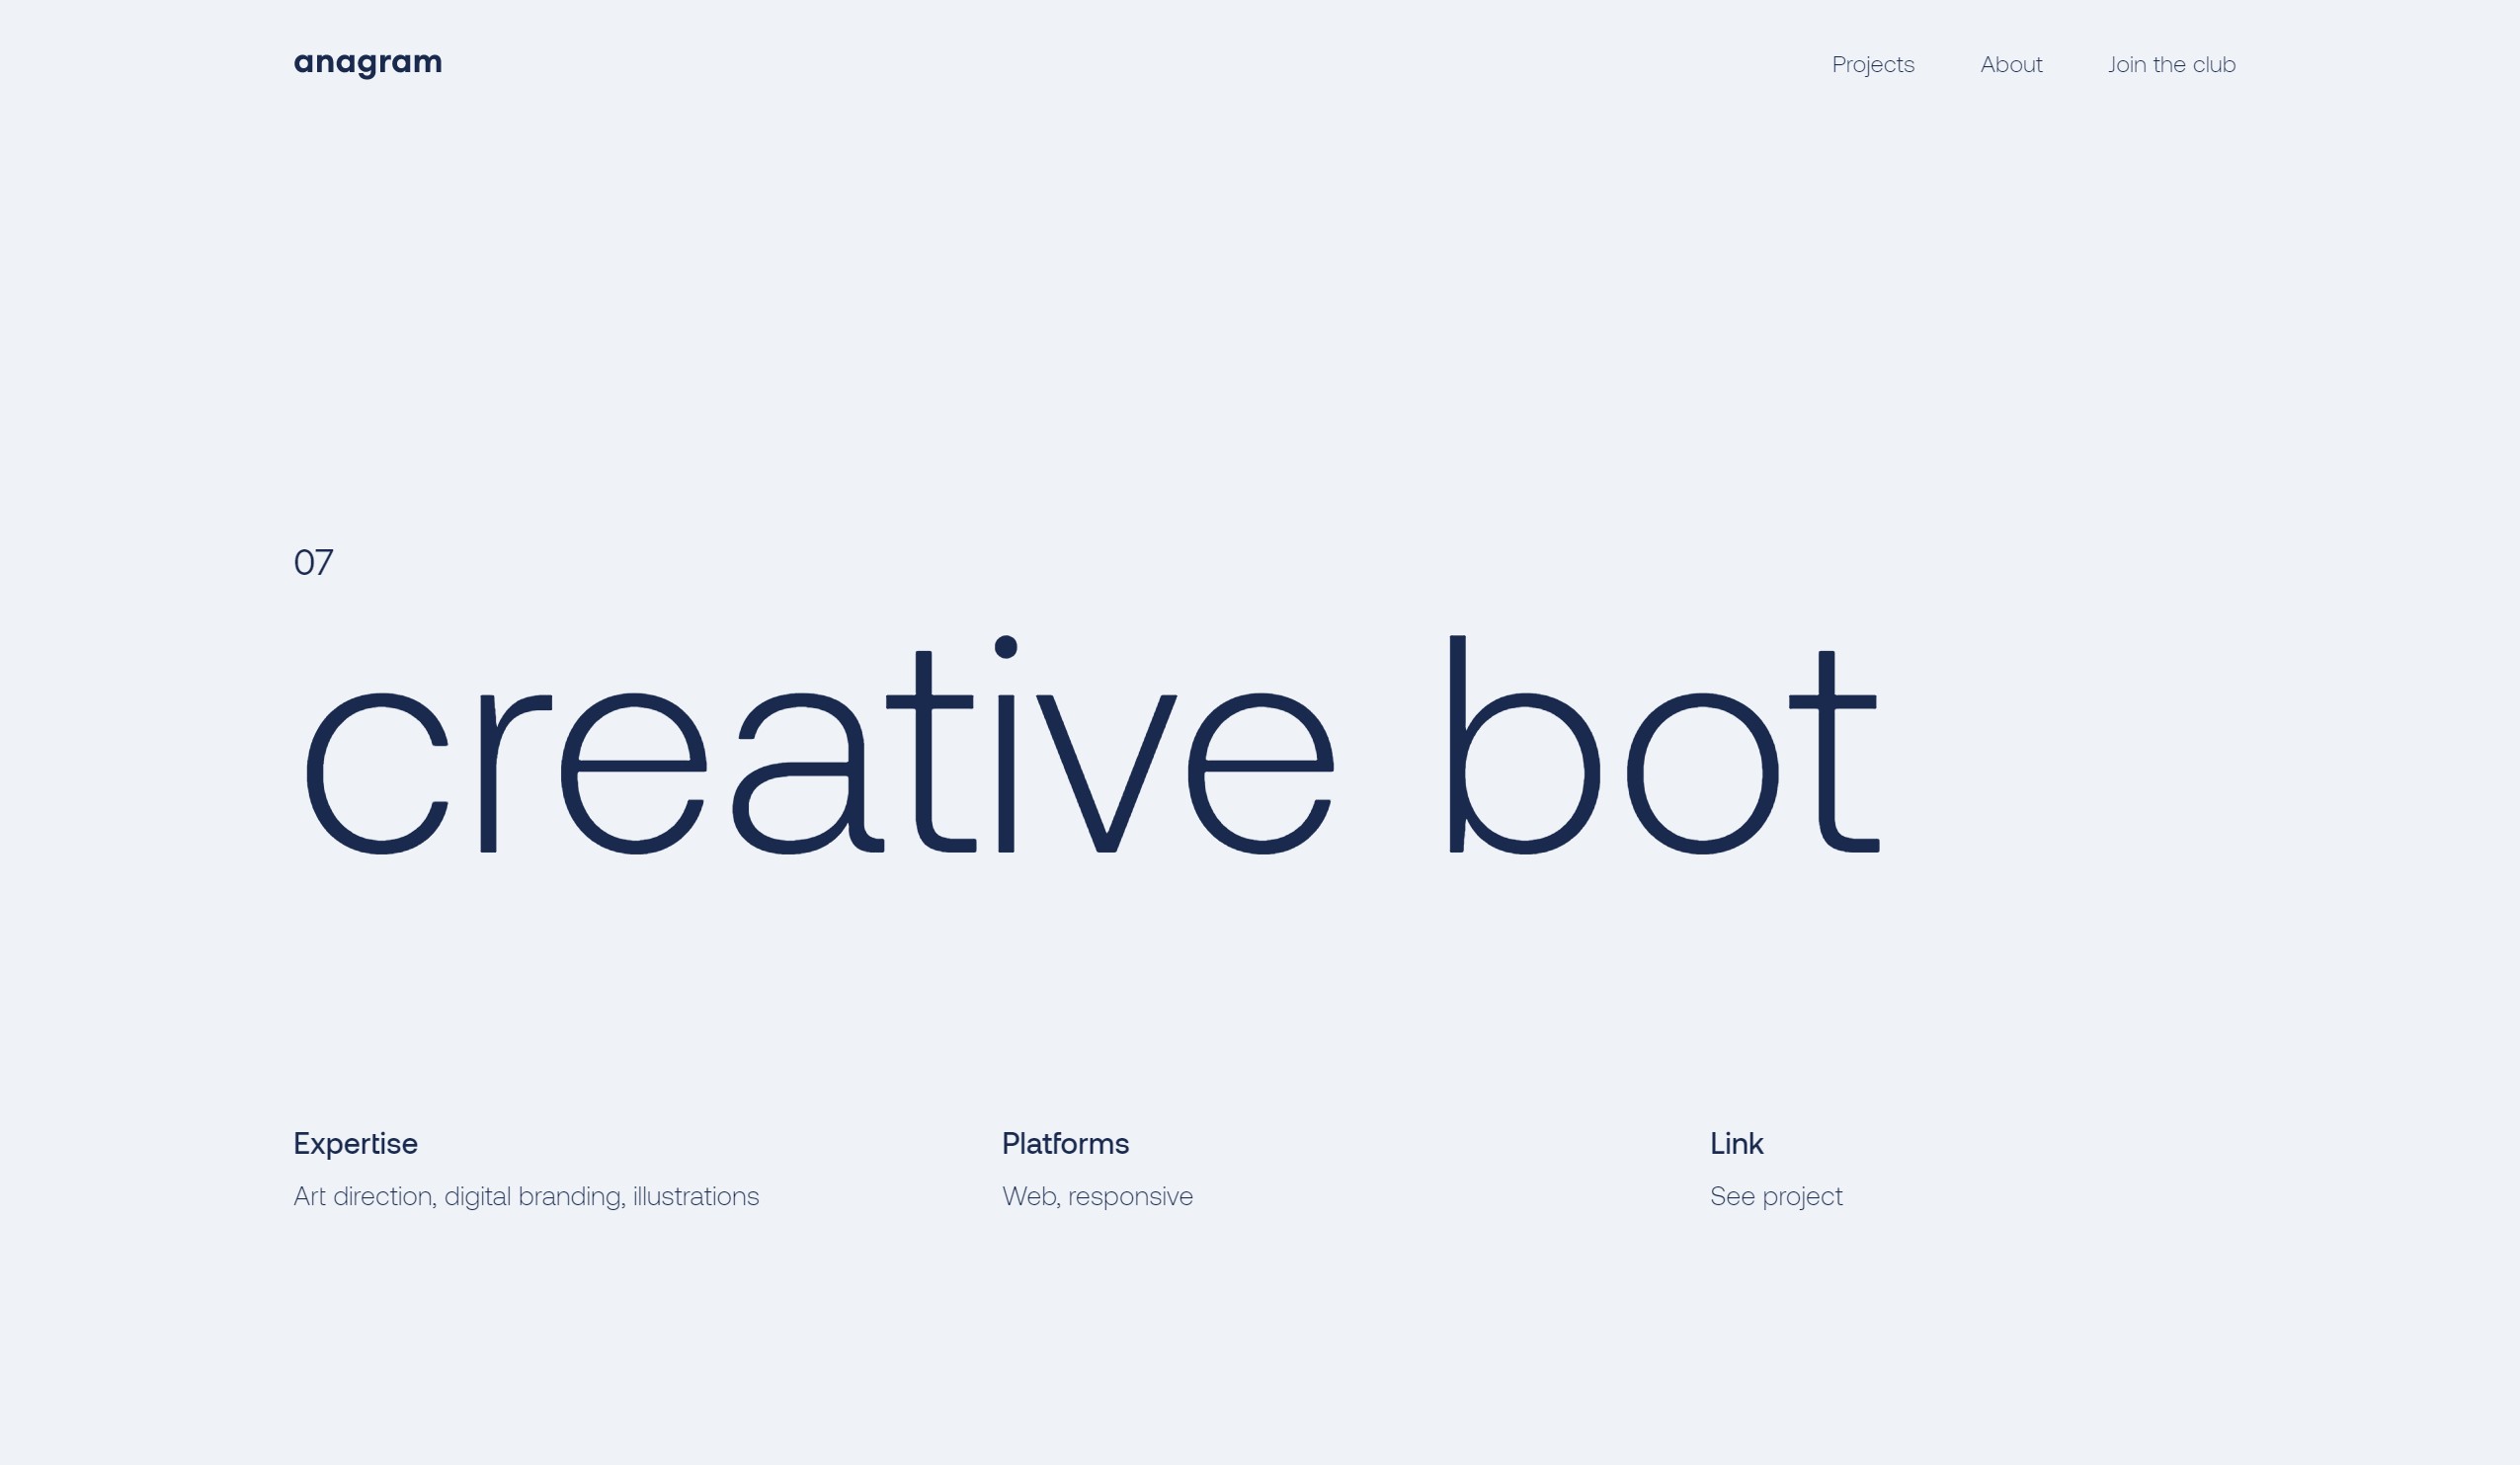 anagram
Projects About Join the club
07
creative bot
Expertise
Art direction, digital branding, illustrations
Platforms
Web, responsive
Link
See project